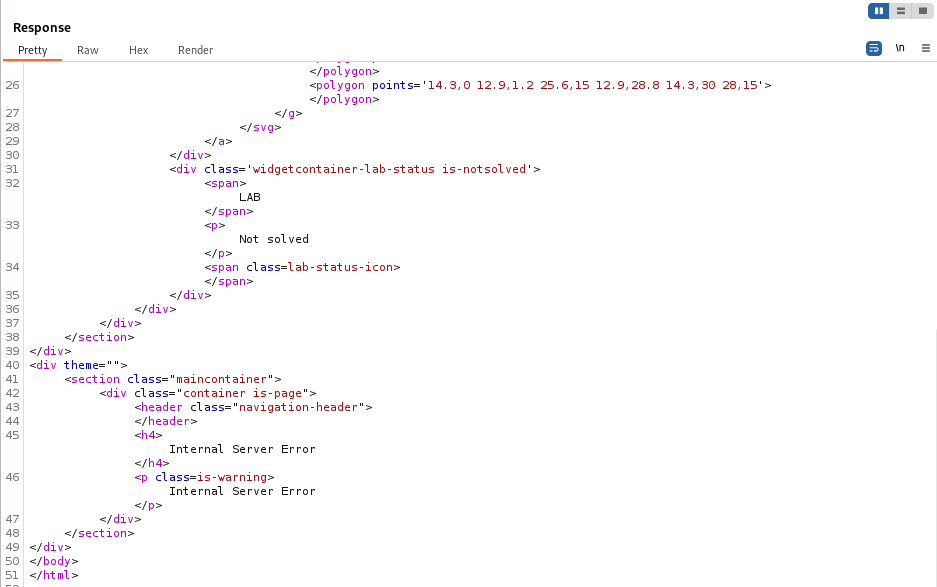 Response
Pretty Raw Hex Render \n
</polygon>
26 <polygon points='14.3,0 12.9,1.2 25.6,15 12.9,28.8 14.3,30 28,15'>
</polygon>
27 </g>
28 </svg>
29 </a>
30 </div>
31 <div class='widgetcontainer-lab-status is-notsolved'>
32 <span>
LAB
</span>
33 <p>
Not solved
</p>
34 <span class=lab-status-icon>
</span>
35 </div>
36 </div>
37 </div>
38 </section>
39 </div>
40 <div theme="">
41 <section class="maincontainer">
42 <div class="container is-page">
43 <header class="navigation-header">
44 </header>
45 <h4>
Internal Server Error
</h4>
46 <p class=is-warning>
Internal Server Error
</p>
47 </div>
48 </section>
49 </div>
50 </body>
51 </html>